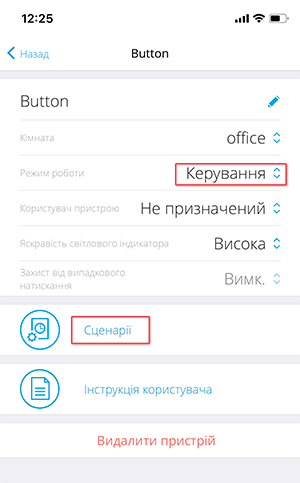 12:25
Назад
Button
Button
Кімната
office
Режим роботи
Керування
Користувач пристрою
Не призначений
Яскравість світлового індикатора
Висока
Захист від випадкового
натискання
Вимк.
Сценарії
Інструкція користувача
Видалити пристрій